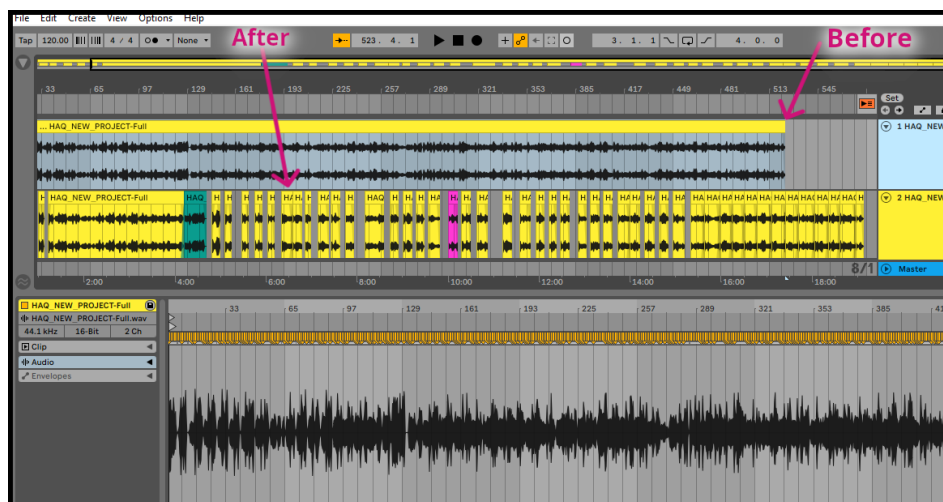 File Edit Create View Options Help
Tap 120.00 4 / 4 None 523. 4. 1 3. 1. 1 4. 0. 0
After
Before
33 65 97 129 161 193 225 257 289 321 353 385 417 449 481 513 545
Set
... HAQ_NEW_PROJECT-Full
1 HAQ_NEW
H HAQ_NEW_PROJECT-Full HAQ
2 HAQ_NEW
8/1 Master
2:00 4:00 6:00 8:00 10:00 12:00 14:00 16:00 18:00
HAQ_NEW_PROJECT-Full
HAQ_NEW_PROJECT-Full.wav
44.1 kHz 16-Bit 2 Ch
Clip
Audio
Envelopes
33 65 97 129 161 193 225 257 289 321 353 385 41